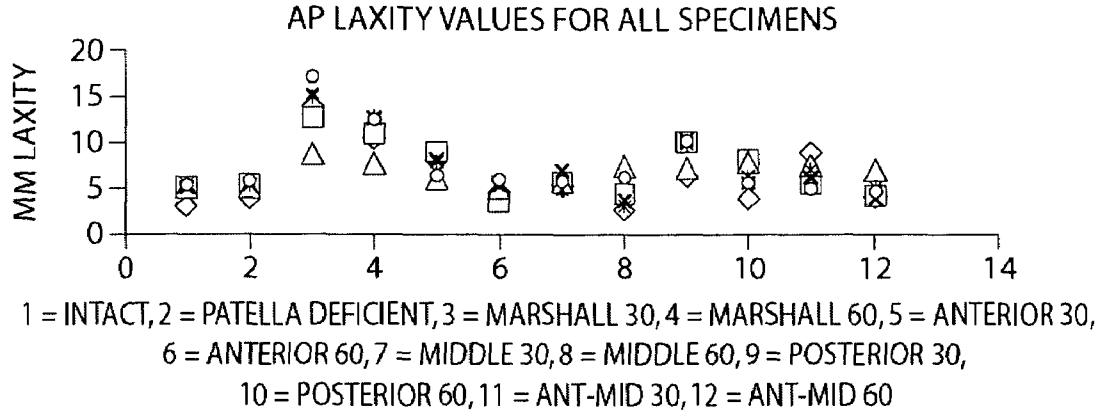 AP LAXITY VALUES FOR ALL SPECIMENS
MM LAXITY
20
15
10
5
0
0 2 4 6 8 10 12 14
1 = INTACT, 2 = PATELLA DEFICIENT, 3 = MARSHALL 30, 4 = MARSHALL 60, 5 = ANTERIOR 30,
6 = ANTERIOR 60, 7 = MIDDLE 30, 8 = MIDDLE 60, 9 = POSTERIOR 30,
10 = POSTERIOR 60, 11 = ANT-MID 30, 12 = ANT-MID 60